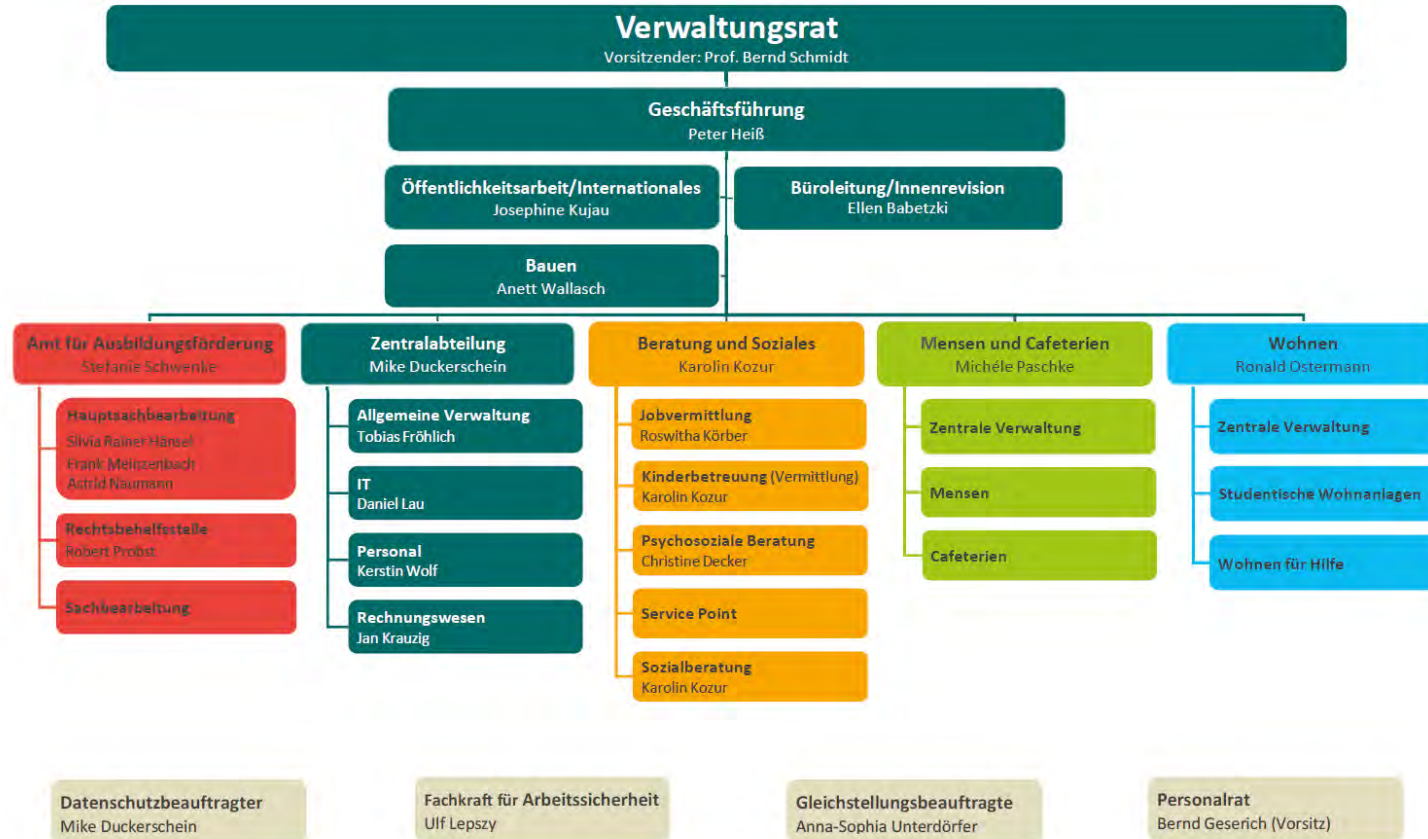 Verwaltungsrat
Vorsitzender: Prof. Bernd Schmidt
Geschäftsführung
Peter Heiß
Öffentlichkeitsarbeit/Internationales
Josephine Kujau
Büroleitung/Innenrevision
Ellen Babetzki
Bauen
Anett Wallasch
Amt für Ausbildungsförderung
Stefanie Schwenke
Hauptsachbearbeitung
Silvia Rainer Hänsel
Frank
Astrid Naumann
Rechtsbehelfsstelle
Robert Probst
Sachbearbeitung
Zentralabteilung
Mike Duckerschein
Allgemeine Verwaltung
Tobias Fröhlich
IT
Daniel Lau
Personal
Kerstin Wolf
Rechnungswesen
Jan Krauzig
Beratung und Soziales
Karolin Kozur
Jobvermittlung
Roswitha Körber
Kinderbetreuung (Vermittlung)
Karolin Kozur
Psychosoziale Beratung
Christine Decker
Service Point
Sozialberatung
Karolin Kozur
Mensen und Cafeterien
Michéle Paschke
Zentrale Verwaltung
Mensen
Cafeterien
Wohnen
Ronald Ostermann
Zentrale Verwaltung
Studentische Wohnanlagen
Wohnen für Hilfe
Datenschutzbeauftragter
Mike Duckerschein
Fachkraft für Arbeitssicherheit
Ulf Lepszy
Gleichstellungsbeauftragte
Anna-Sophia Unterdörfer
Personalrat
Bernd Geserich (Vorsitz)